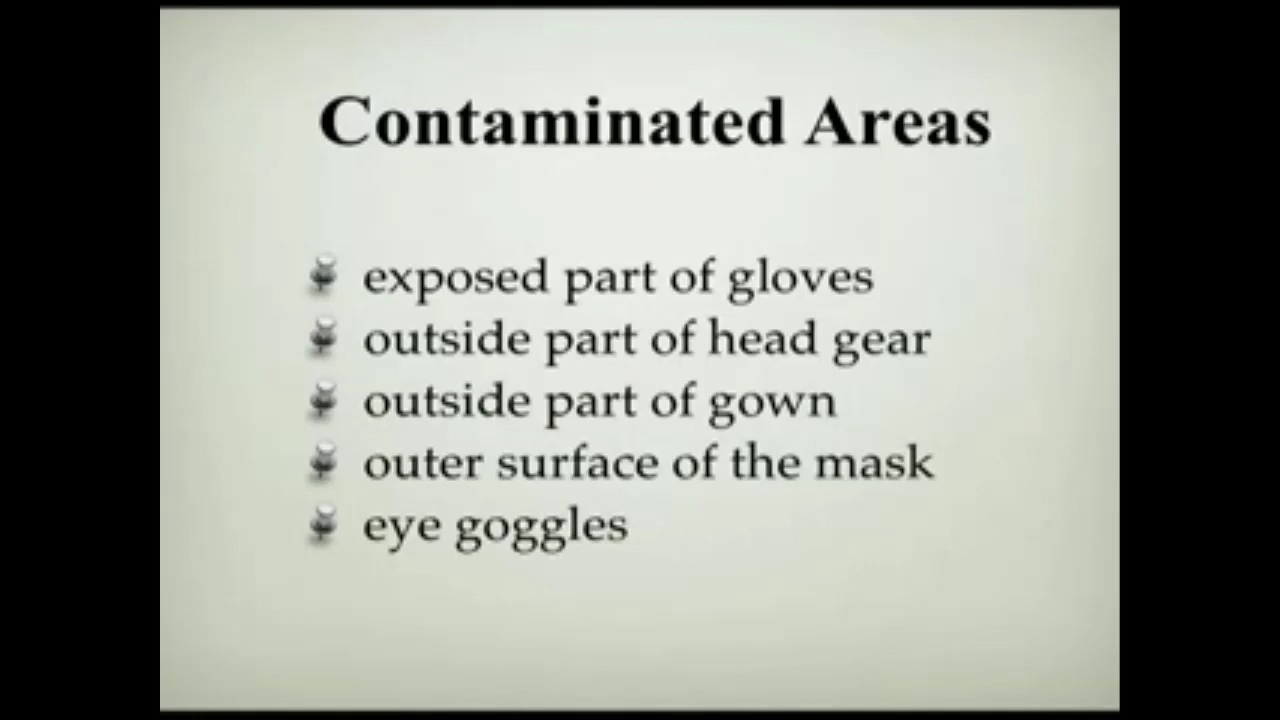 Contaminated Areas
exposed part of gloves
outside part of head gear
outside part of gown
outer surface of the mask
eye goggles